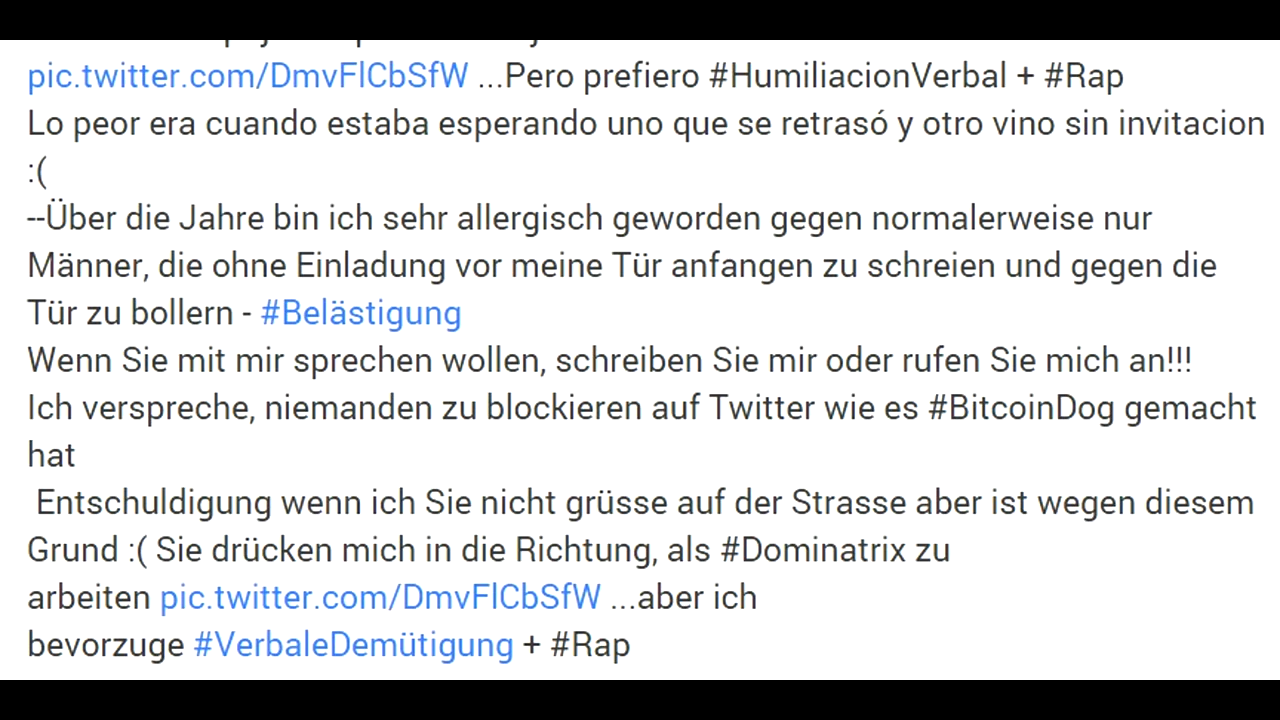 pic.twitter.com/DmvFlCbSfW ...Pero prefiero #HumiliacionVerbal + #Rap
Lo peor era cuando estaba esperando uno que se retrasó y otro vino sin invitacion
:(
--Über die Jahre bin ich sehr allergisch geworden gegen normalerweise nur
Männer, die ohne Einladung vor meine Tür anfangen zu schreien und gegen die
Tür zu bollern - #Belästigung
Wenn Sie mit mir sprechen wollen, schreiben Sie mir oder rufen Sie mich an!!!
Ich verspreche, niemanden zu blockieren auf Twitter wie es #BitcoinDog gemacht
hat
Entschuldigung wenn ich Sie nicht grüsse auf der Strasse aber ist wegen diesem
Grund :( Sie drücken mich in die Richtung, als #Dominatrix zu
arbeiten pic.twitter.com/DmvFlCbSfW ...aber ich
bevorzuge #VerbaleDemütigung + #Rap